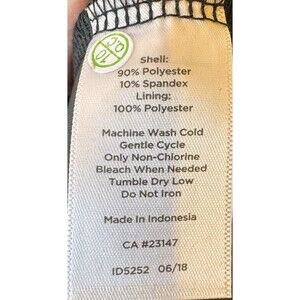 Shell:
90% Polyester
10% Spandex
Lining:
100% Polyester
Machine Wash Cold
Gentle Cycle
Only Non-Chlorine
Bleach When Needed
Tumble Dry Low
Do Not Iron
Made In Indonesia
CA #23147
ID5252 06/18